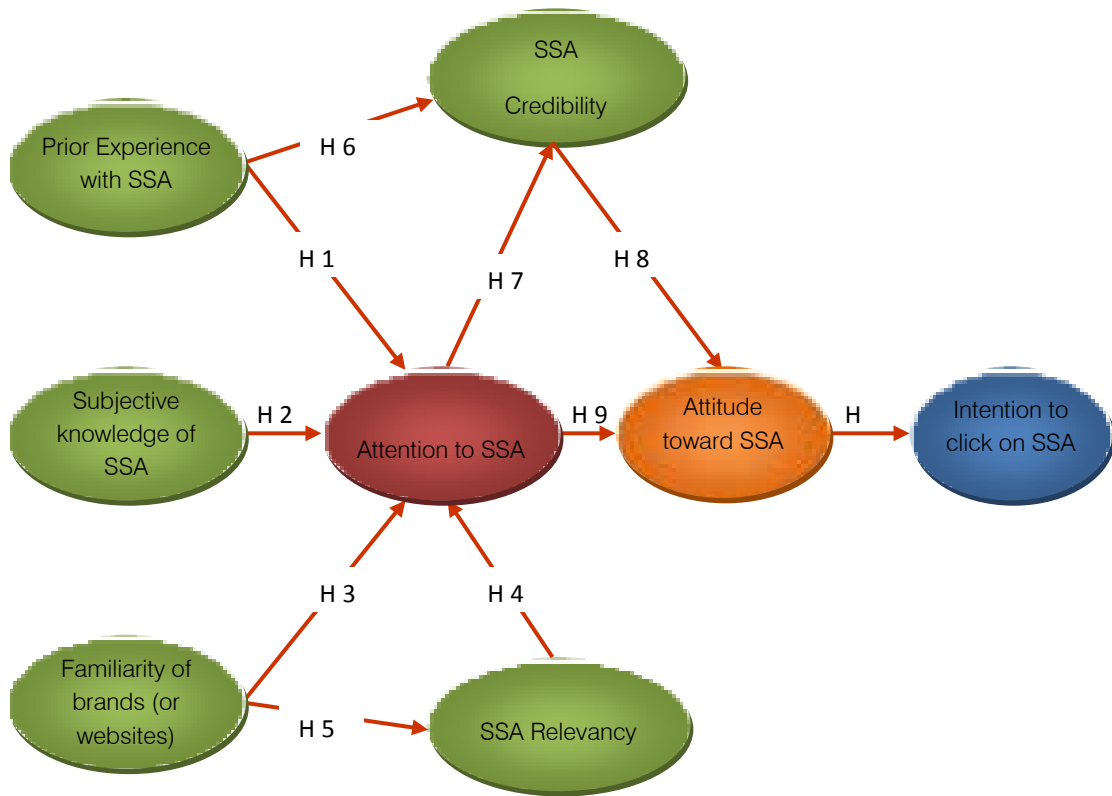 SSA
Credibility
Prior Experience
with SSA
H 6
H 1
H 7
H 8
Subjective
knowledge of
SSA
H 2
Attention to SSA
H 9
Attitude
toward SSA
H
Intention to
click on SSA
H 3
H 4
Familiarity of
brands (or
websites)
H 5
SSA Relevancy